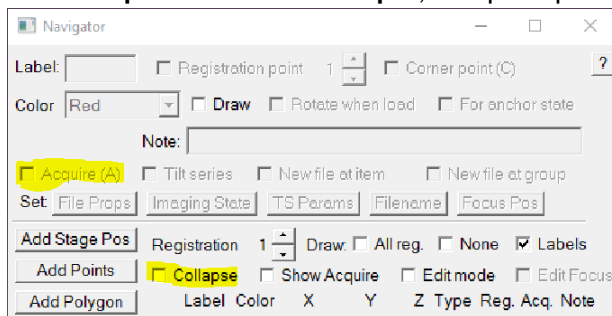 Navigator
Label: Registration point 1 Corner point (C) ?
Color Red Draw Rotate when load For anchor state
Note:
Acquire (A) Tilt series New file at item New file at group
Set: File Props Imaging State TS Params Filename Focus Pos
Add Stage Pos Registration 1 Draw: All reg. None Labels
Add Points Collapse Show Acquire Edit mode Edit Focus
Add Polygon Label Color X Y Z Type Reg. Acq. Note